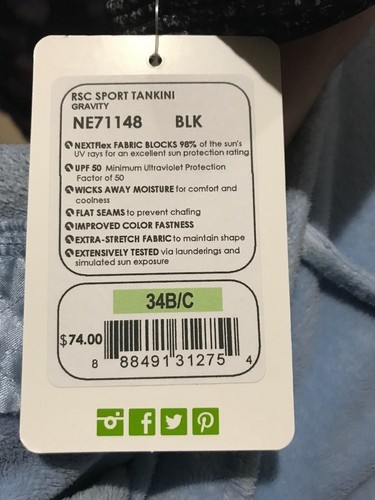 RSC SPORT TANKINI
GRAVITY
NE71148 BLK
NEXTFlex FABRIC BLOCKS 98% of the sun's
UV rays for an excellent sun protection rating
UPF 50 Minimum Ultraviolet Protection
Factor of 50
WICKS AWAY MOISTURE for comfort and
coolness
FLAT SEAMS to prevent chafing
IMPROVED COLOR FASTNESS
EXTRA-STRETCH FABRIC to maintain shape
EXTENSIVELY TESTED via launderings and
simulated sun exposure
34B/C
$74.00
8 88491 31275 4